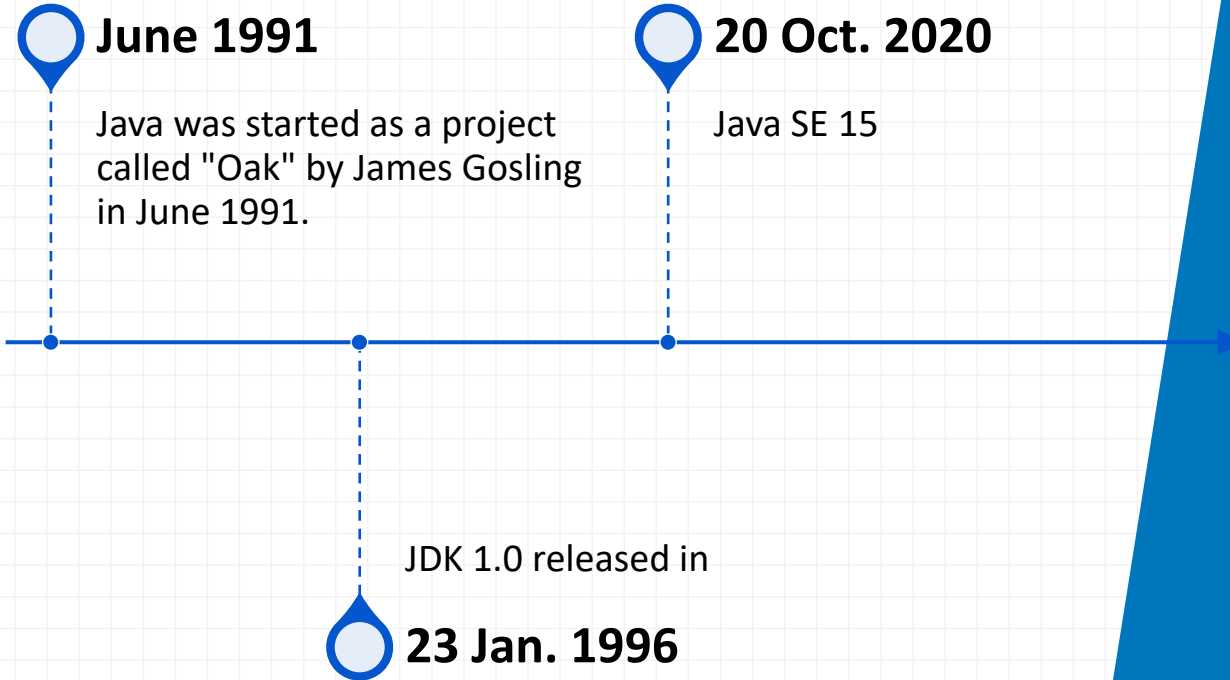 June 1991
Java was started as a project
called "Oak" by James Gosling
in June 1991.
20 Oct. 2020
Java SE 15
JDK 1.0 released in
23 Jan. 1996